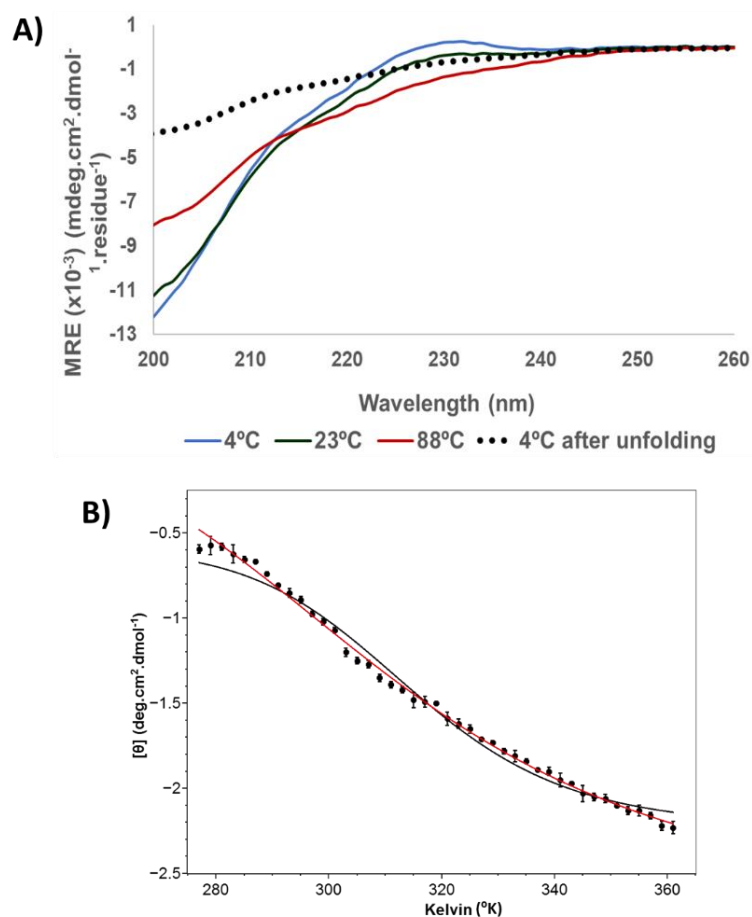 A)
MRE (x10⁻³) (mdeg.cm².dmol⁻
¹.residue⁻¹)
1
-1
-3
-5
-7
-9
-11
-13
200 210 220 230 240 250 260
Wavelength (nm)
4ºC 23ºC 88ºC 4ºC after unfolding
B)
[θ] (deg.cm².dmol⁻¹)
−0.5
−1
−1.5
−2
−2.5
280 300 320 340 360
Kelvin (ºK)